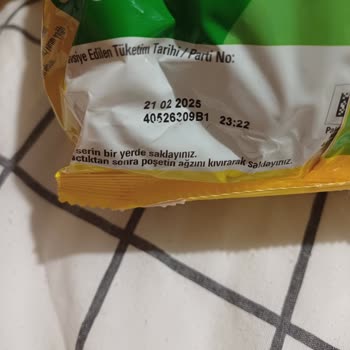 Edilen Tüketim Tarihi / Parti No:
21 02 2025
40526209B1 23:22
serin bir yerde saklayınız.
açtıktan sonra poşetin ağzını kıvırarak saklayınız.